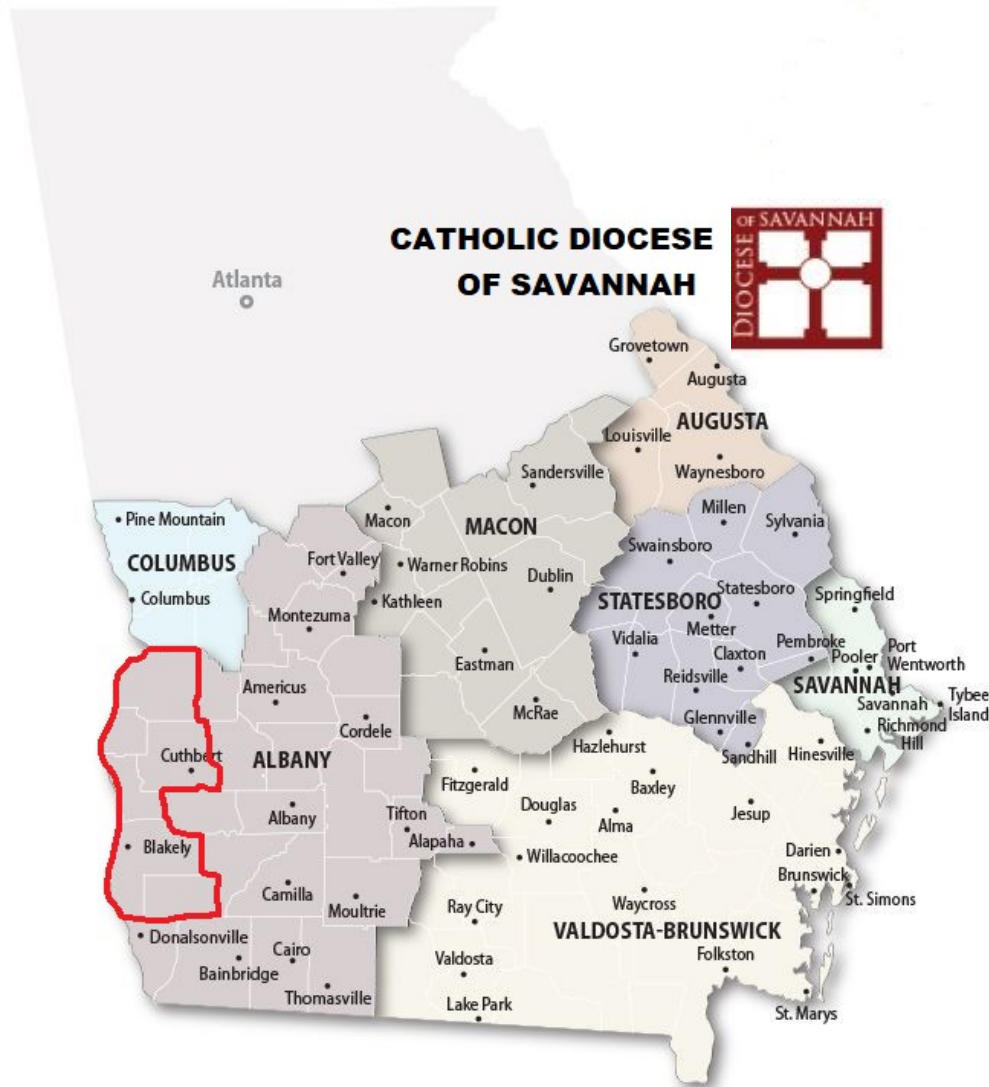 CATHOLIC DIOCESE
OF SAVANNAH
DIOCESE
OF SAVANNAH
Atlanta
Grovetown
Augusta
AUGUSTA
Louisville
Waynesboro
Sandersville
Millen
Sylvania
Pine Mountain
Macon
MACON
Swainsboro
COLUMBUS
Fort Valley
Warner Robins
Dublin
Statesboro
Springfield
Columbus
Kathleen
STATESBORO
Montezuma
Metter
Vidalia
Claxton
Pembroke
Pooler
Port
Wentworth
Eastman
Reidsville
SAVANNAH
Savannah
Tybee
Island
Americus
McRae
Glennville
Richmond
Hill
Cordele
Hazlehurst
Sandhill
Hinesville
Cuthbert
ALBANY
Fitzgerald
Baxley
Douglas
Jesup
Albany
Tifton
Alma
Alapaha
Blakely
Willacoochee
Darien
Brunswick
St. Simons
Camilla
Moultrie
Ray City
Waycross
VALDOSTA-BRUNSWICK
Donalsonville
Cairo
Bainbridge
Valdosta
Folkston
Thomasville
Lake Park
St. Marys